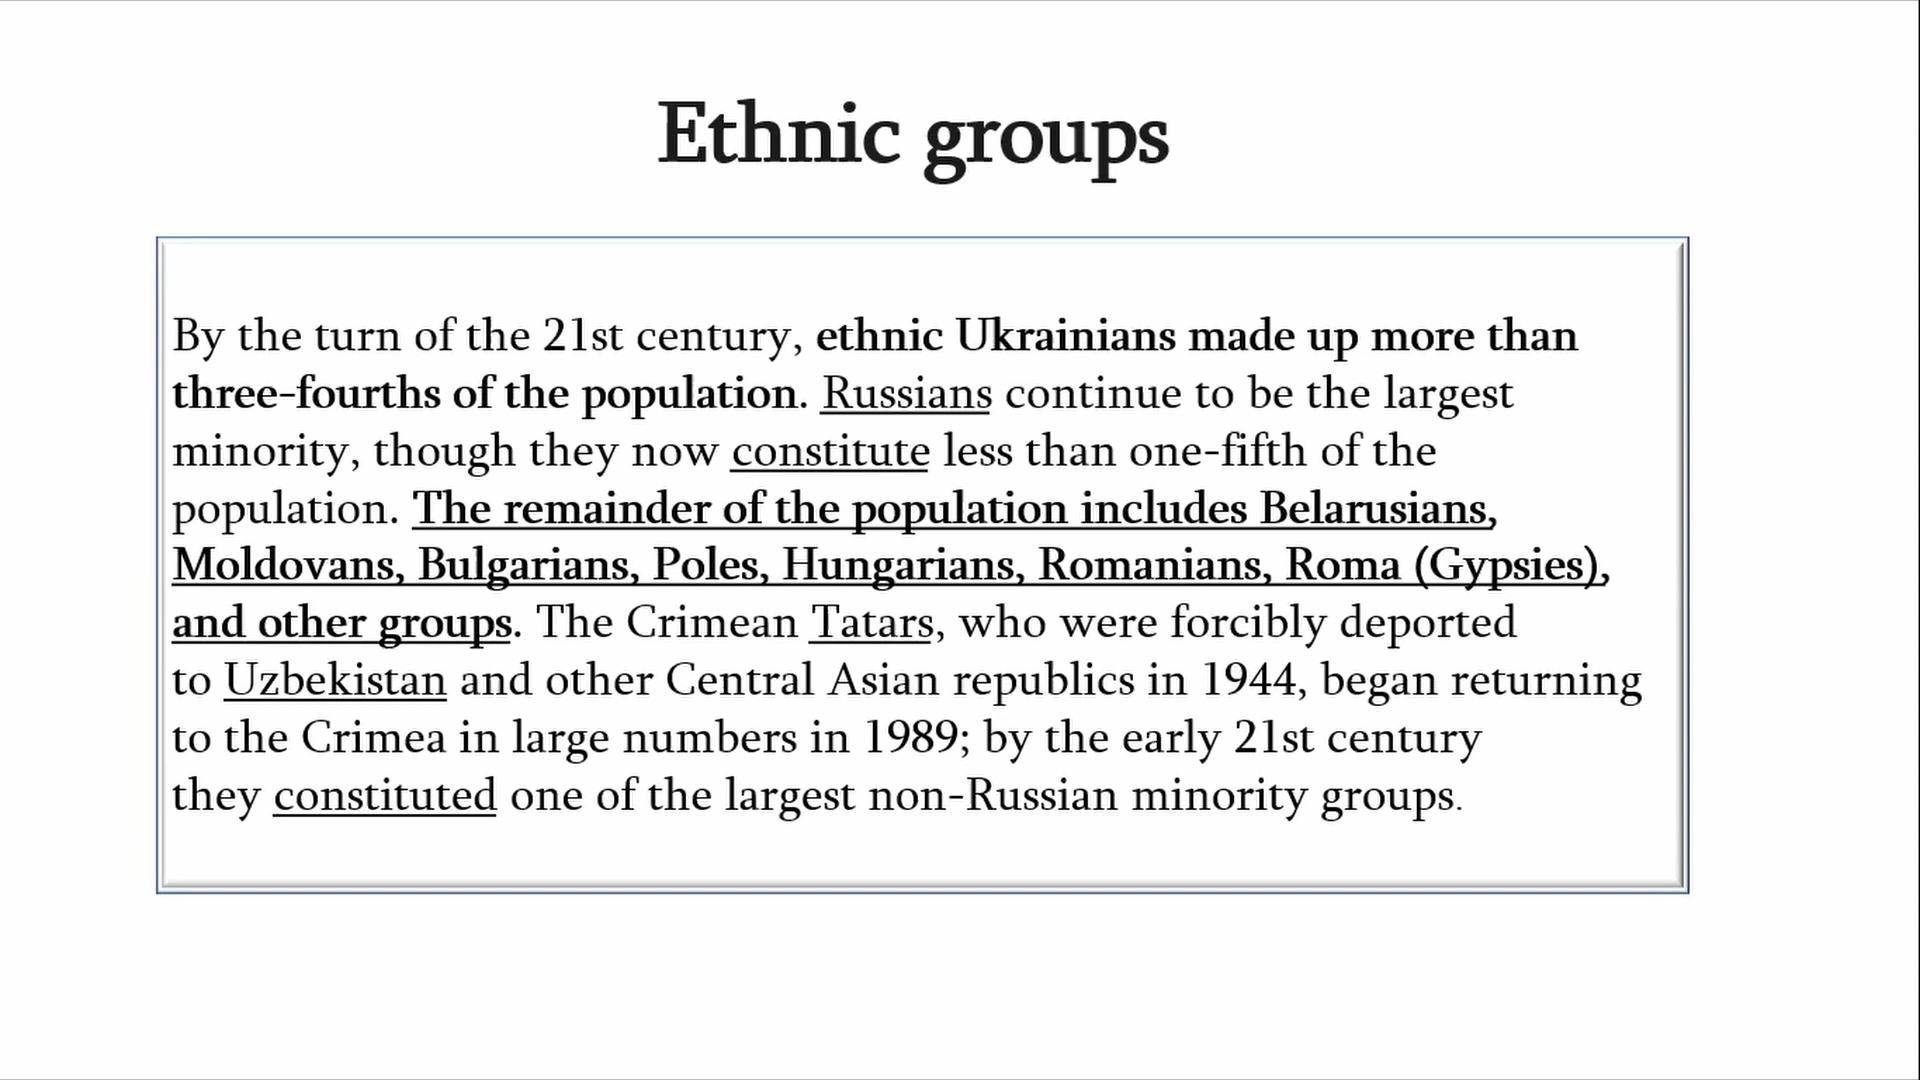 Ethnic groups
By the turn of the 21st century, ethnic Ukrainians made up more than
three-fourths of the population. Russians continue to be the largest
minority, though they now constitute less than one-fifth of the
population. The remainder of the population includes Belarusians,
Moldovans, Bulgarians, Poles, Hungarians, Romanians, Roma (Gypsies),
and other groups. The Crimean Tatars, who were forcibly deported
to Uzbekistan and other Central Asian republics in 1944, began returning
to the Crimea in large numbers in 1989; by the early 21st century
they constituted one of the largest non-Russian minority groups.